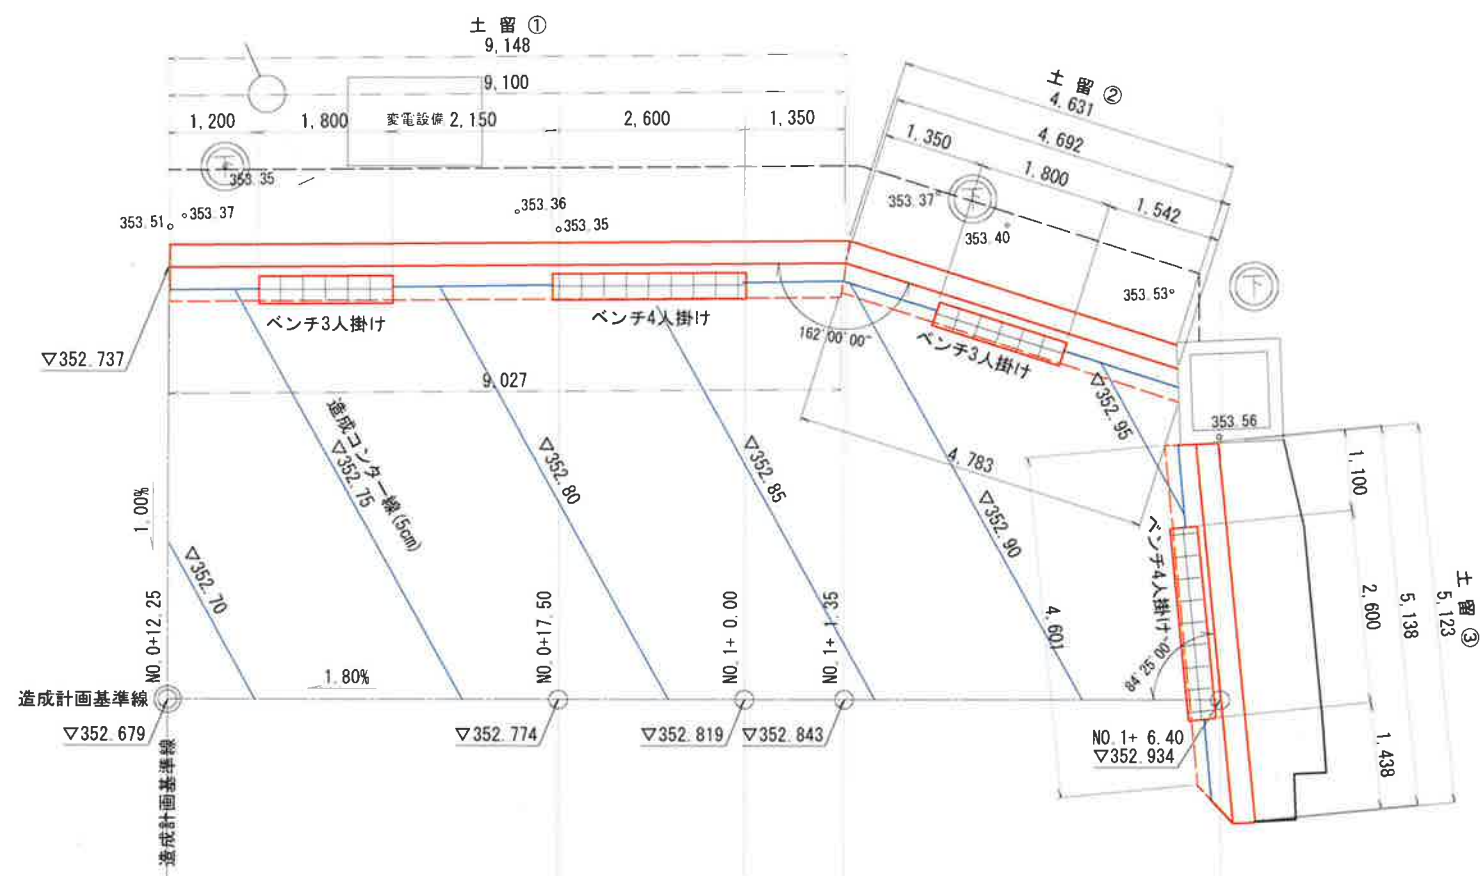 土 留 ①
9,148
9,100
1,200
1,800
変電設備 2,150
2,600
1,350
土 留 ②
4.631
4.692
1.350
1.800
1.542
下
353.35
353.51
353.37
353.36
353.35
353.37
下
353.40
353.53
下
ベンチ3人掛け
ベンチ4人掛け
162°00'00"
ベンチ3人掛け
▽352.737
9,027
353.56
造成コンター線(5cm)
▽352.75
▽352.80
▽352.85
▽352.90
▽352.95
4.783
1.00%
▽352.70
4.601
ベンチ4人掛け
84°25'00"
1,100
2,600
1,438
5,138
5,123
土 留 ③
NO.0+12.25
NO.0+17.50
NO.1+ 0.00
NO.1+ 1.35
1.80%
造成計画基準線
▽352.679
▽352.774
▽352.819
▽352.843
NO.1+ 6.40
▽352.934
造成計画基準線